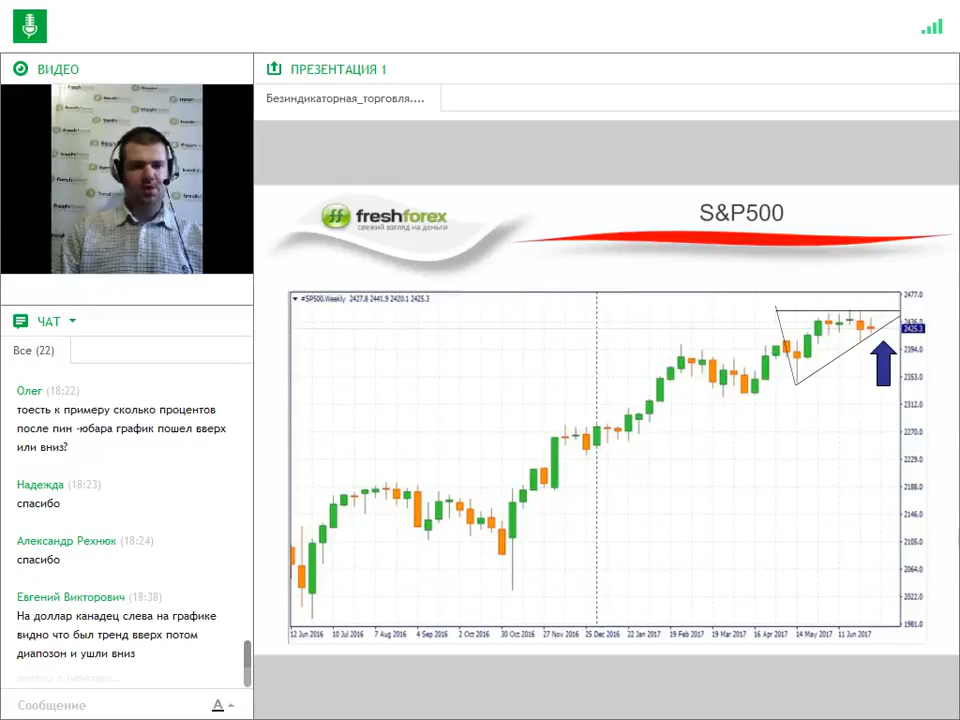 ВИДЕО
ПРЕЗЕНТАЦИЯ 1
Безиндикаторная_торговля....
freshforex
свежий взгляд на деньги
S&P500
#SP500.Weekly 2427.8 2441.9 2420.1 2425.3
2477.0
2425.3
2394.0
2353.0
2312.0
2270.0
2229.0
2188.0
2146.0
2105.0
2064.0
2022.0
1981.0
12 Jun 2016 10 Jul 2016 7 Aug 2016 4 Sep 2016 2 Oct 2016 30 Oct 2016 27 Nov 2016 25 Dec 2016 22 Jan 2017 19 Feb 2017 19 Mar 2017 16 Apr 2017 14 May 2017 11 Jun 2017
ЧАТ
Все (22)
Олег (18:22)
тоесть к примеру сколько процентов
после пин -юбара график пошел вверх
или вниз?
Надежда (18:23)
спасибо
Александр Рехнюк (18:24)
спасибо
Евгений Викторович (18:38)
На доллар канадец слева на графике
видно что был тренд вверх потом
диапозон и ушли вниз
Сообщение
A